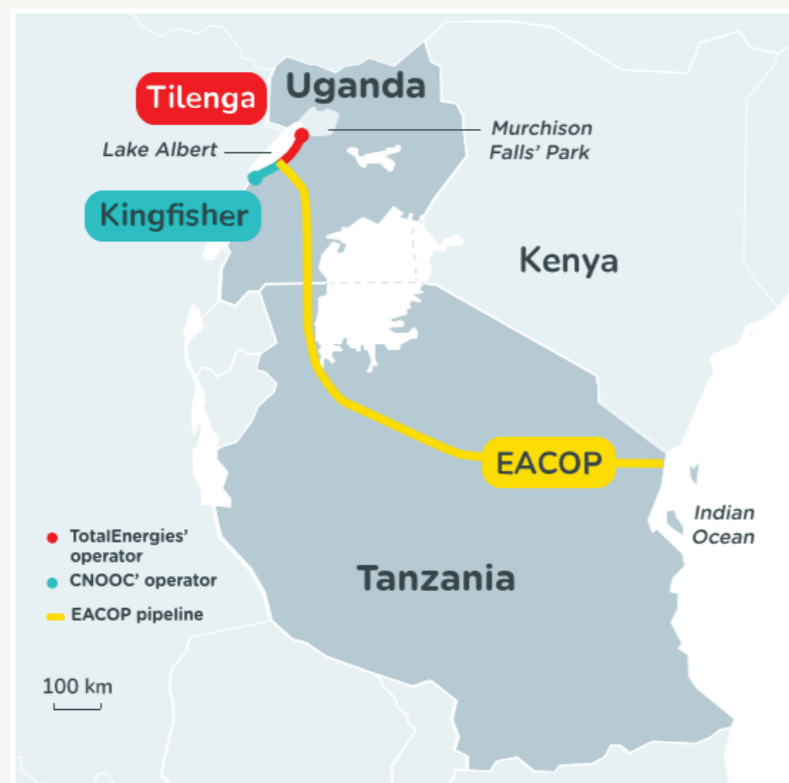 Tilenga
Uganda
Lake Albert
Murchison
Falls' Park
Kingfisher
Kenya
EACOP
Indian
Ocean
TotalEnergies'
operator
CNOOC' operator
EACOP pipeline
Tanzania
100 km